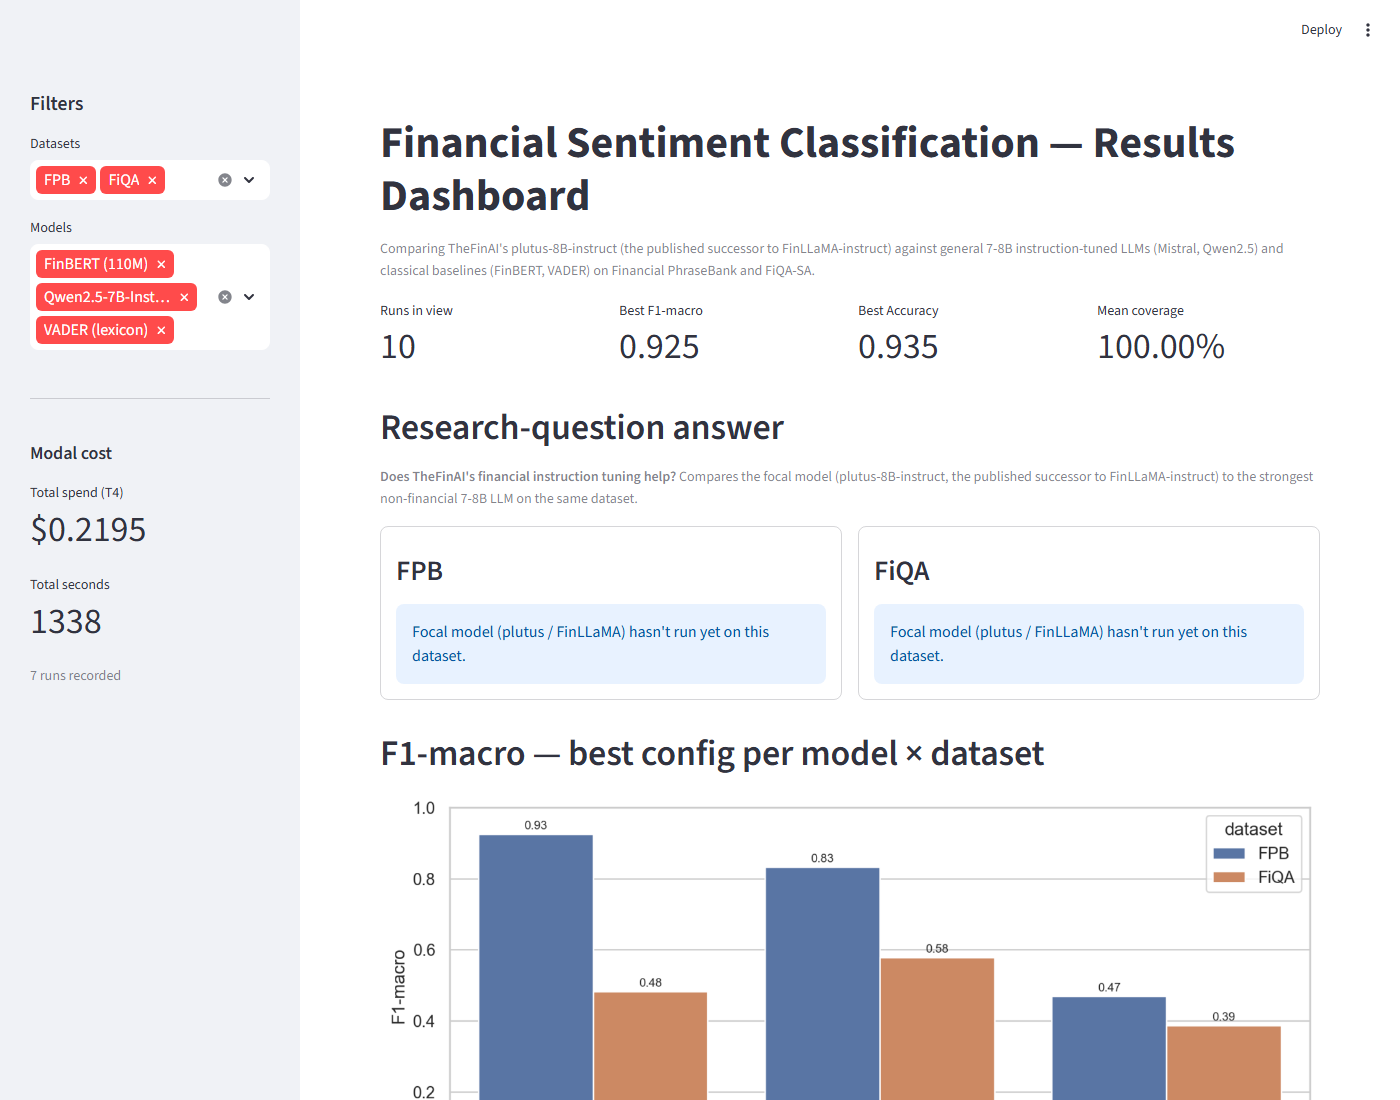 Deploy
Filters
Datasets
FPB
FiQA
Models
FinBERT (110M)
Qwen2.5-7B-Inst...
VADER (lexicon)
Modal cost
Total spend (T4)
$0.2195
Total seconds
1338
7 runs recorded
Financial Sentiment Classification — Results
Dashboard
Comparing TheFinAI's plutus-8B-instruct (the published successor to FinLLaMA-instruct) against general 7-8B instruction-tuned LLMs (Mistral, Qwen2.5) and
classical baselines (FinBERT, VADER) on Financial PhraseBank and FiQA-SA.
Runs in view
10
Best F1-macro
0.925
Best Accuracy
0.935
Mean coverage
100.00%
Research-question answer
Does TheFinAI's financial instruction tuning help? Compares the focal model (plutus-8B-instruct, the published successor to FinLLaMA-instruct) to the strongest
non-financial 7-8B LLM on the same dataset.
FPB
Focal model (plutus / FinLLaMA) hasn't run yet on this
dataset.
FiQA
Focal model (plutus / FinLLaMA) hasn't run yet on this
dataset.
F1-macro — best config per model × dataset
1.0
0.8
0.6
0.4
0.2
F1-macro
0.93
0.48
0.83
0.58
0.47
0.39
dataset
FPB
FiQA